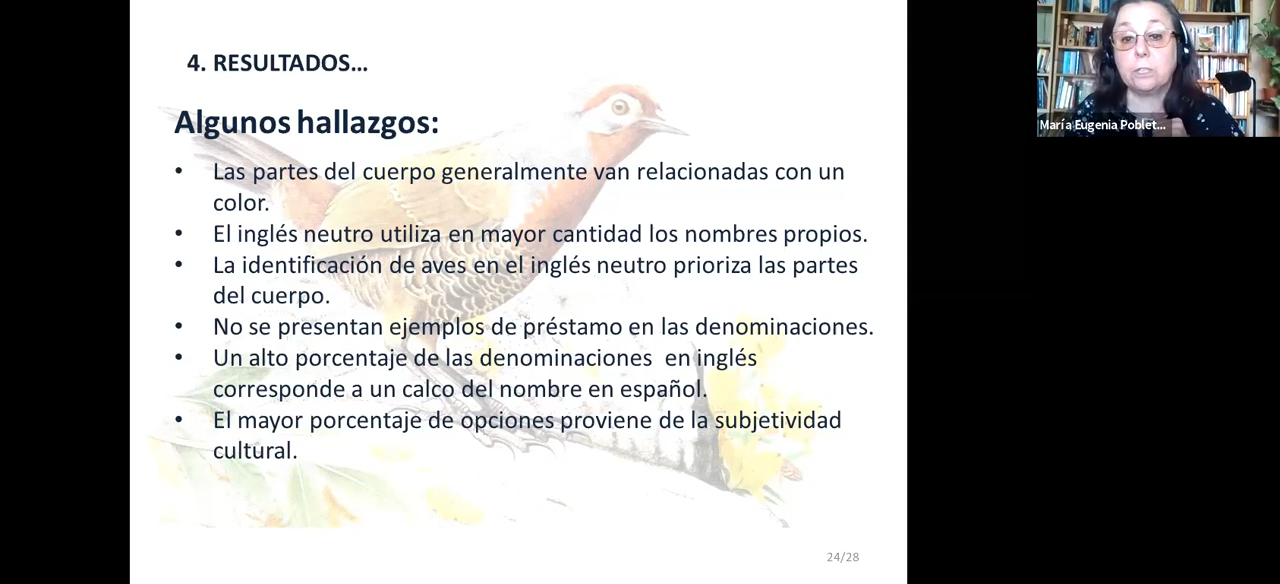 4. RESULTADOS...
Algunos hallazgos:
• Las partes del cuerpo generalmente van relacionadas con un
color.
• El inglés neutro utiliza en mayor cantidad los nombres propios.
• La identificación de aves en el inglés neutro prioriza las partes
del cuerpo.
• No se presentan ejemplos de préstamo en las denominaciones.
• Un alto porcentaje de las denominaciones en inglés
corresponde a un calco del nombre en español.
• El mayor porcentaje de opciones proviene de la subjetividad
cultural.
24/28
María Eugenia Poblet...